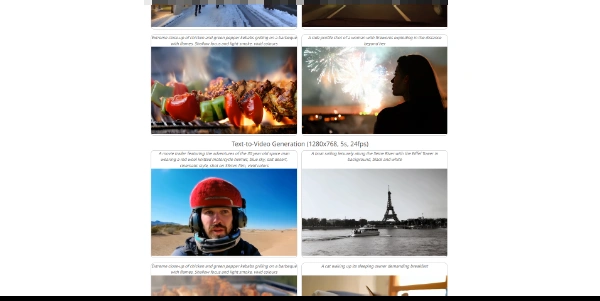 Extreme close-up of chicken and green pepper kebabs grilling on a barbeque
with flames. Shallow focus and light smoke. vivid colours
A side profile shot of a woman with fireworks exploding in the distance
beyond her
Text-to-Video Generation (1280x768, 5s, 24fps)
A movie trailer featuring the adventures of the 30 year old space man
wearing a red wool knitted motorcycle helmet, blue sky, salt desert,
cinematic style, shot on 35mm film, vivid colors
A boat sailing leisurely along the Seine River with the Eiffel Tower in
background, black and white
Extreme close-up of chicken and green pepper kebabs grilling on a barbeque
with flames. Shallow focus and light smoke. vivid colours
A cat waking up its sleeping owner demanding breakfast